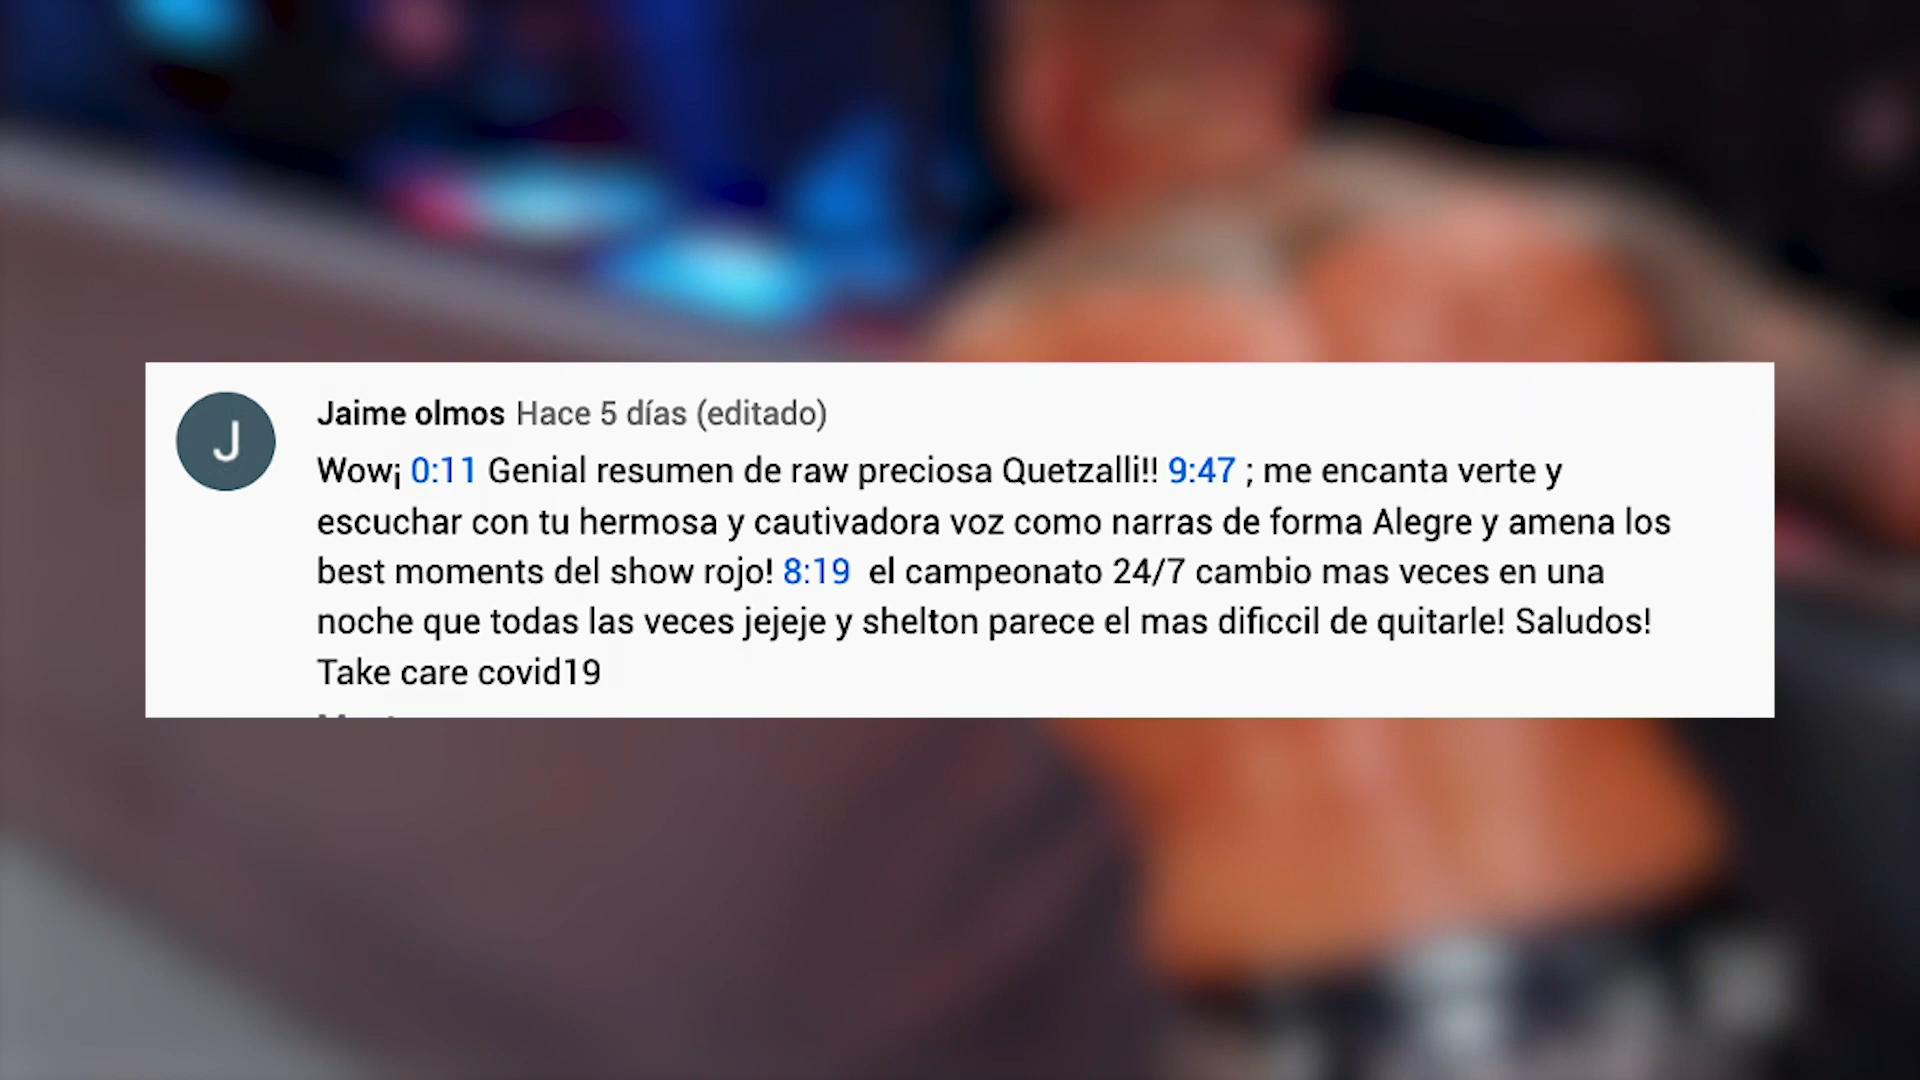 J
Jaime olmos Hace 5 días (editado)
Wow¡ 0:11 Genial resumen de raw preciosa Quetzalli!! 9:47 ; me encanta verte y
escuchar con tu hermosa y cautivadora voz como narras de forma Alegre y amena los
best moments del show rojo! 8:19 el campeonato 24/7 cambio mas veces en una
noche que todas las veces jejeje y shelton parece el mas dificcil de quitarle! Saludos!
Take care covid19